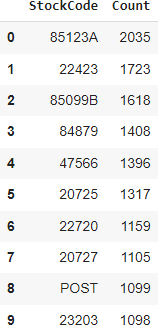 StockCode Count
0 85123A 2035
1 22423 1723
2 85099B 1618
3 84879 1408
4 47566 1396
5 20725 1317
6 22720 1159
7 20727 1105
8 POST 1099
9 23203 1098